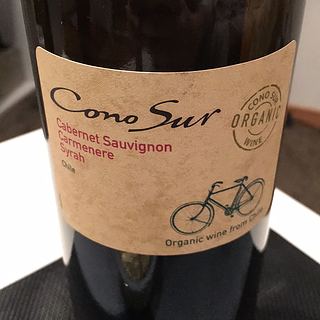 Cono Sur
Cabernet Sauvignon
Carmenere
Syrah
Chile
CONO SUR
ORGANIC
WINE
Organic wine from Chile